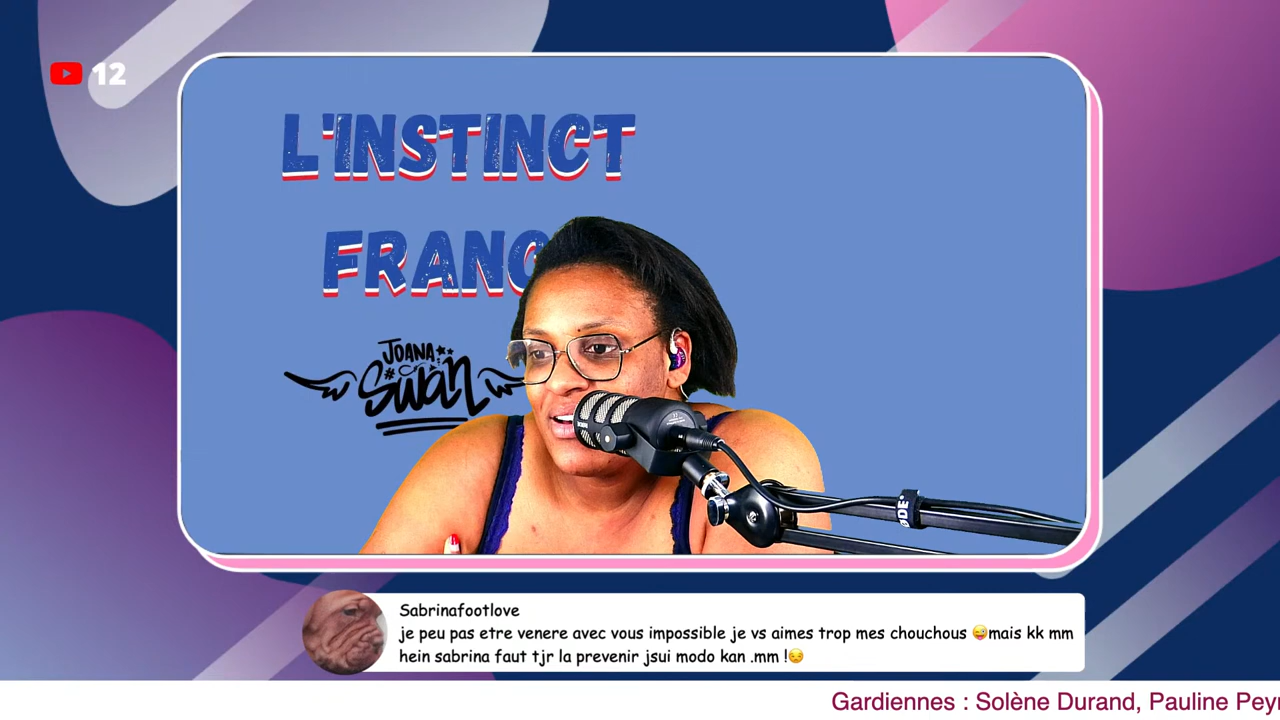 12
L'INSTINCT
FRANC
JOANA
#Swan
RODE
Sabrinafootlove
je peu pas etre venere avec vous impossible je vs aimes trop mes chouchous 😜mais kk mm
hein sabrina faut tjr la prevenir jsui modo kan .mm !😒
Gardiennes : Solène Durand, Pauline Peyr